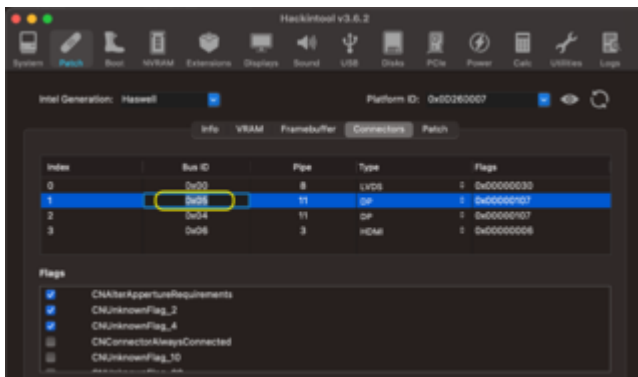 Hackintool v3.6.2
System Patch Boot NVRAM Extensions Displays Sound USB Disks PCIe Power Calc Utilities Logs
Intel Generation: Haswell Platform ID: 0x0D260007
Info VRAM Framebuffer Connectors Patch
Index Bus ID Pipe Type Flags
0 0x00 8 LVDS 0x00000030
1 0x05 11 DP 0x00000107
2 0x04 11 DP 0x00000107
3 0x06 3 HDMI 0x00000006
Flags
CNAlterAppertureRequirements
CNUnknownFlag_2
CNUnknownFlag_4
CNConnectorAlwaysConnected
CNUnknownFlag_10